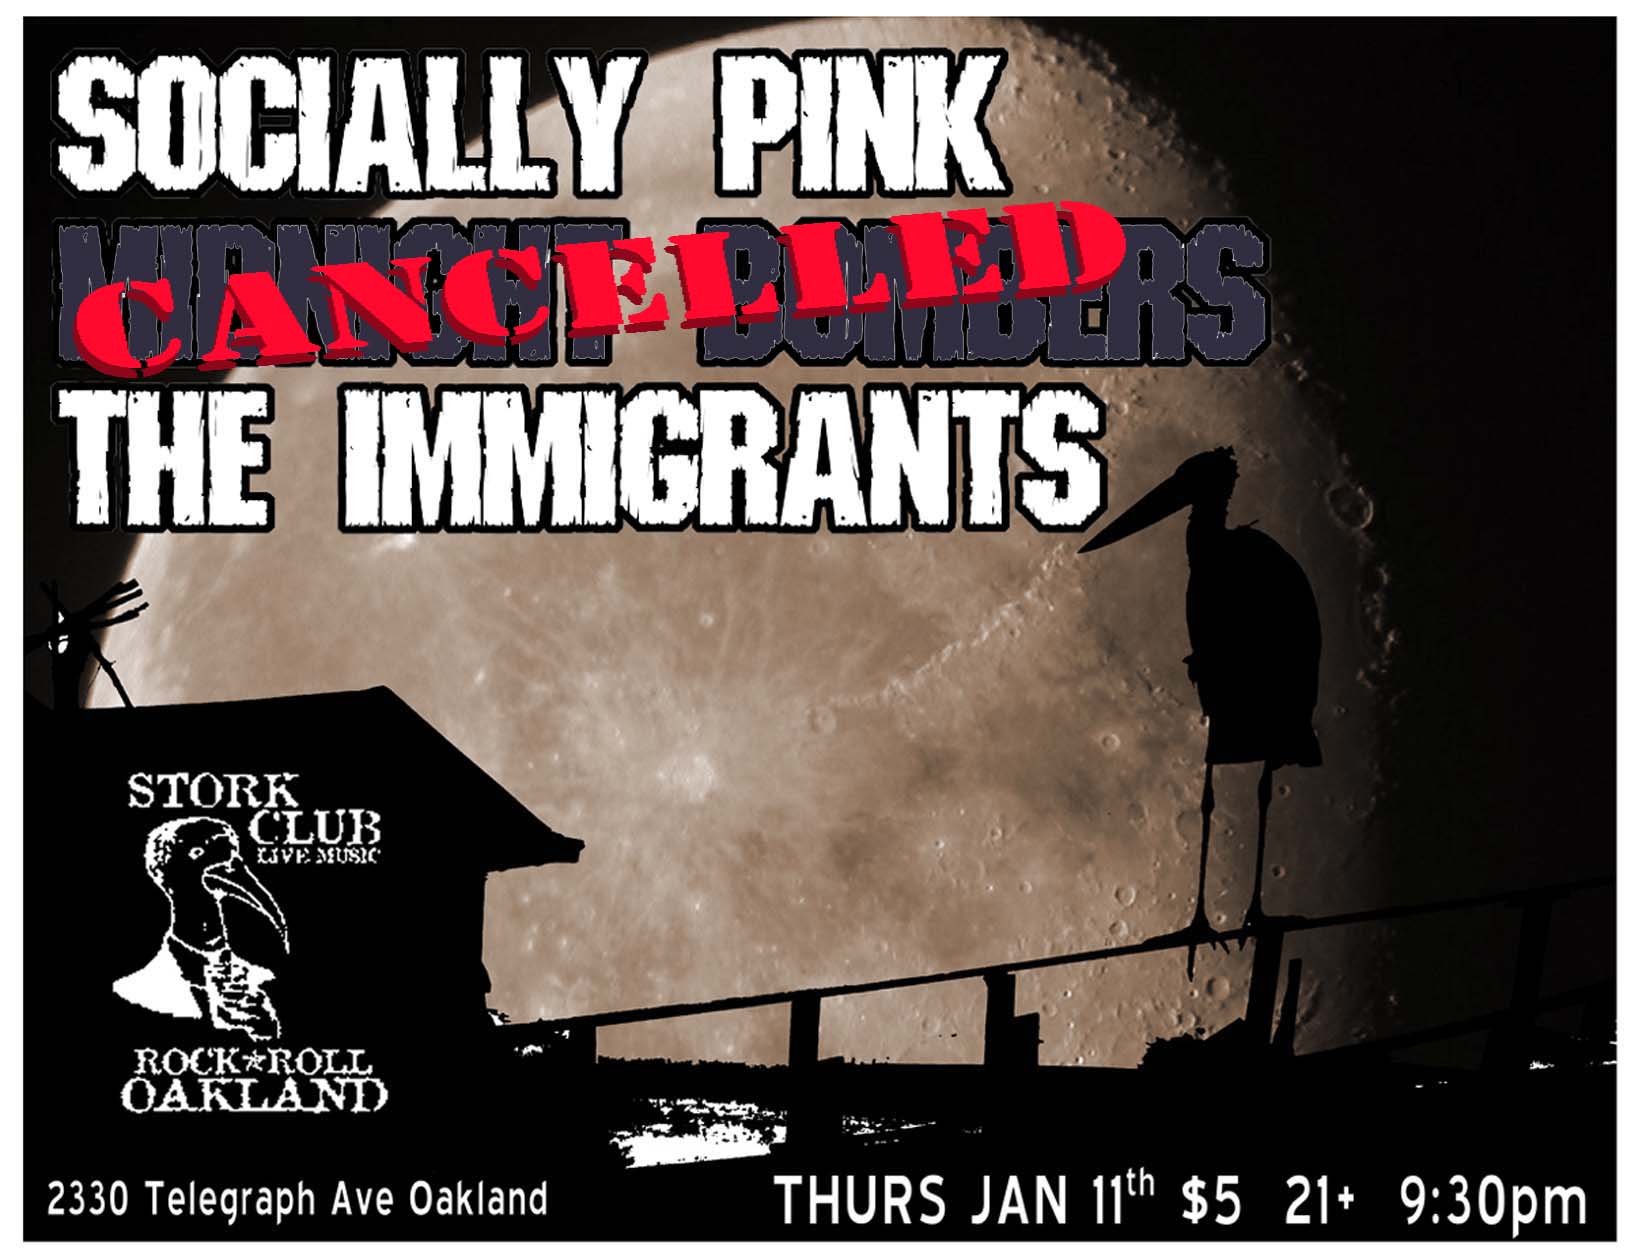 SOCIALLY PINK
MIDNIGHT BOMBERS
CANCELLED
THE IMMIGRANTS
STORK
CLUB
LIVE MUSIC
ROCK★ROLL
OAKLAND
2330 Telegraph Ave Oakland
THURS JAN 11th $5 21+ 9:30pm